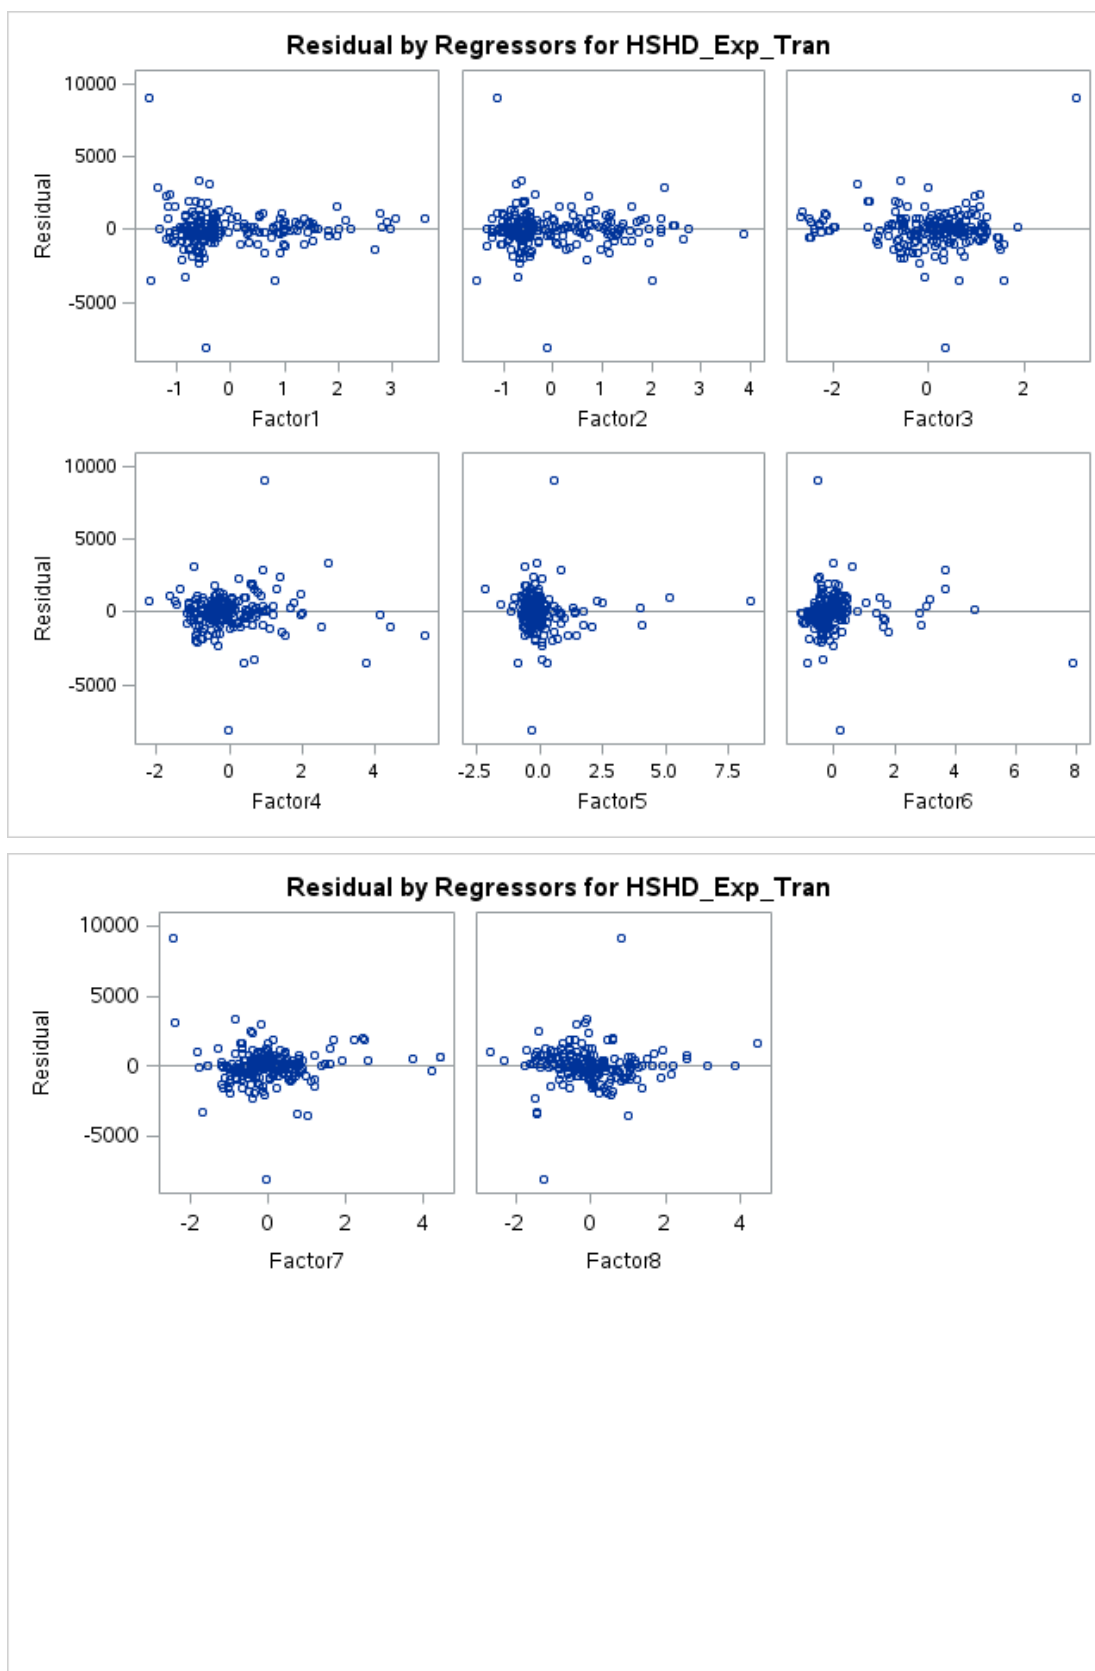 Residual by Regressors for HSHD_Exp_Tran
10000
5000
0
-5000
Residual
-1 0 1 2 3
Factor1
-1 0 1 2 3 4
Factor2
-2 0 2
Factor3
10000
5000
0
-5000
Residual
-2 0 2 4
Factor4
-2.5 0.0 2.5 5.0 7.5
Factor5
0 2 4 6 8
Factor6
Residual by Regressors for HSHD_Exp_Tran
10000
5000
0
-5000
Residual
-2 0 2 4
Factor7
-2 0 2 4
Factor8